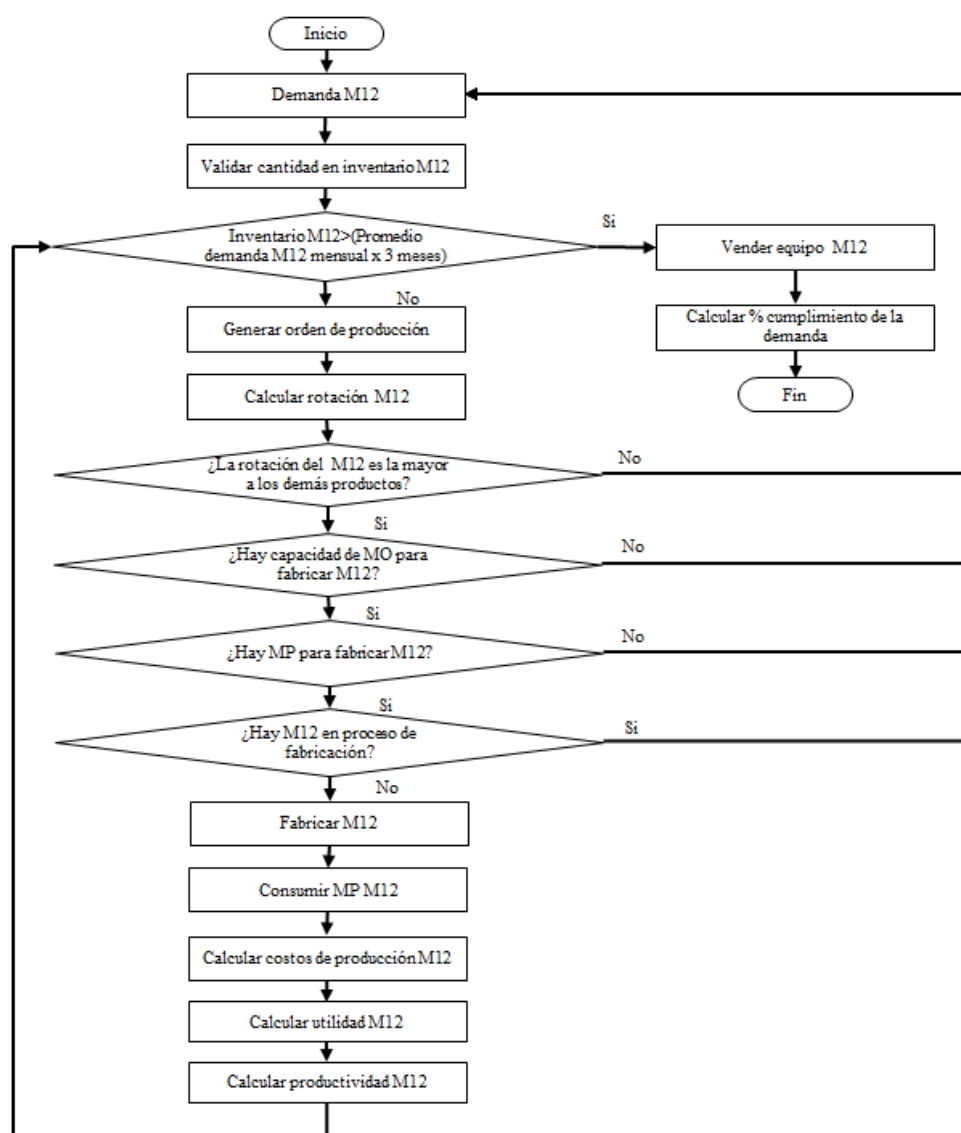 Inicio
Demanda M12
Validar cantidad en inventario M12
Inventario M12>(Promedio
demanda M12 mensual x 3 meses)
Si
Vender equipo M12
No
Generar orden de producción
Calcular % cumplimiento de la
demanda
Calcular rotación M12
Fin
¿La rotación del M12 es la mayor
a los demás productos?
No
Si
¿Hay capacidad de MO para
fabricar M12?
No
Si
¿Hay MP para fabricar M12?
No
Si
¿Hay M12 en proceso de
fabricación?
Si
No
Fabricar M12
Consumir MP M12
Calcular costos de producción M12
Calcular utilidad M12
Calcular productividad M12